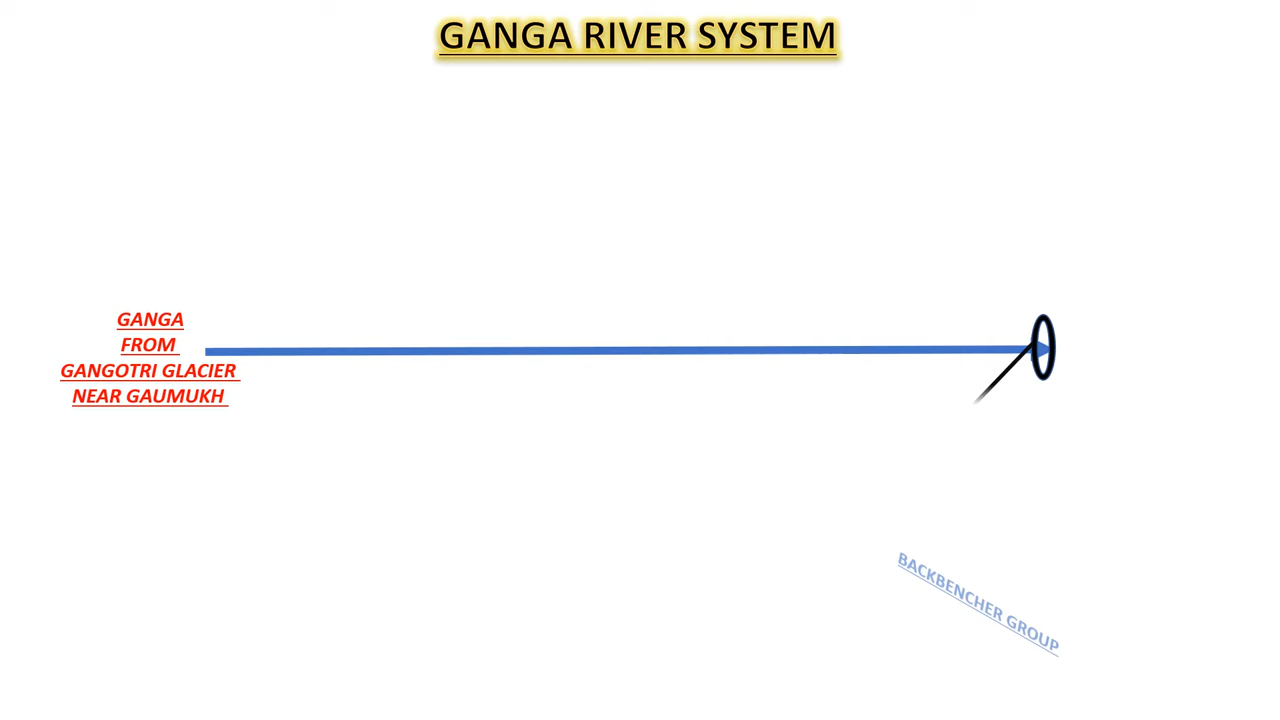 GANGA RIVER SYSTEM
GANGA
FROM
GANGOTRI GLACIER
NEAR GAUMUKH
BACKBENCHER GROUP